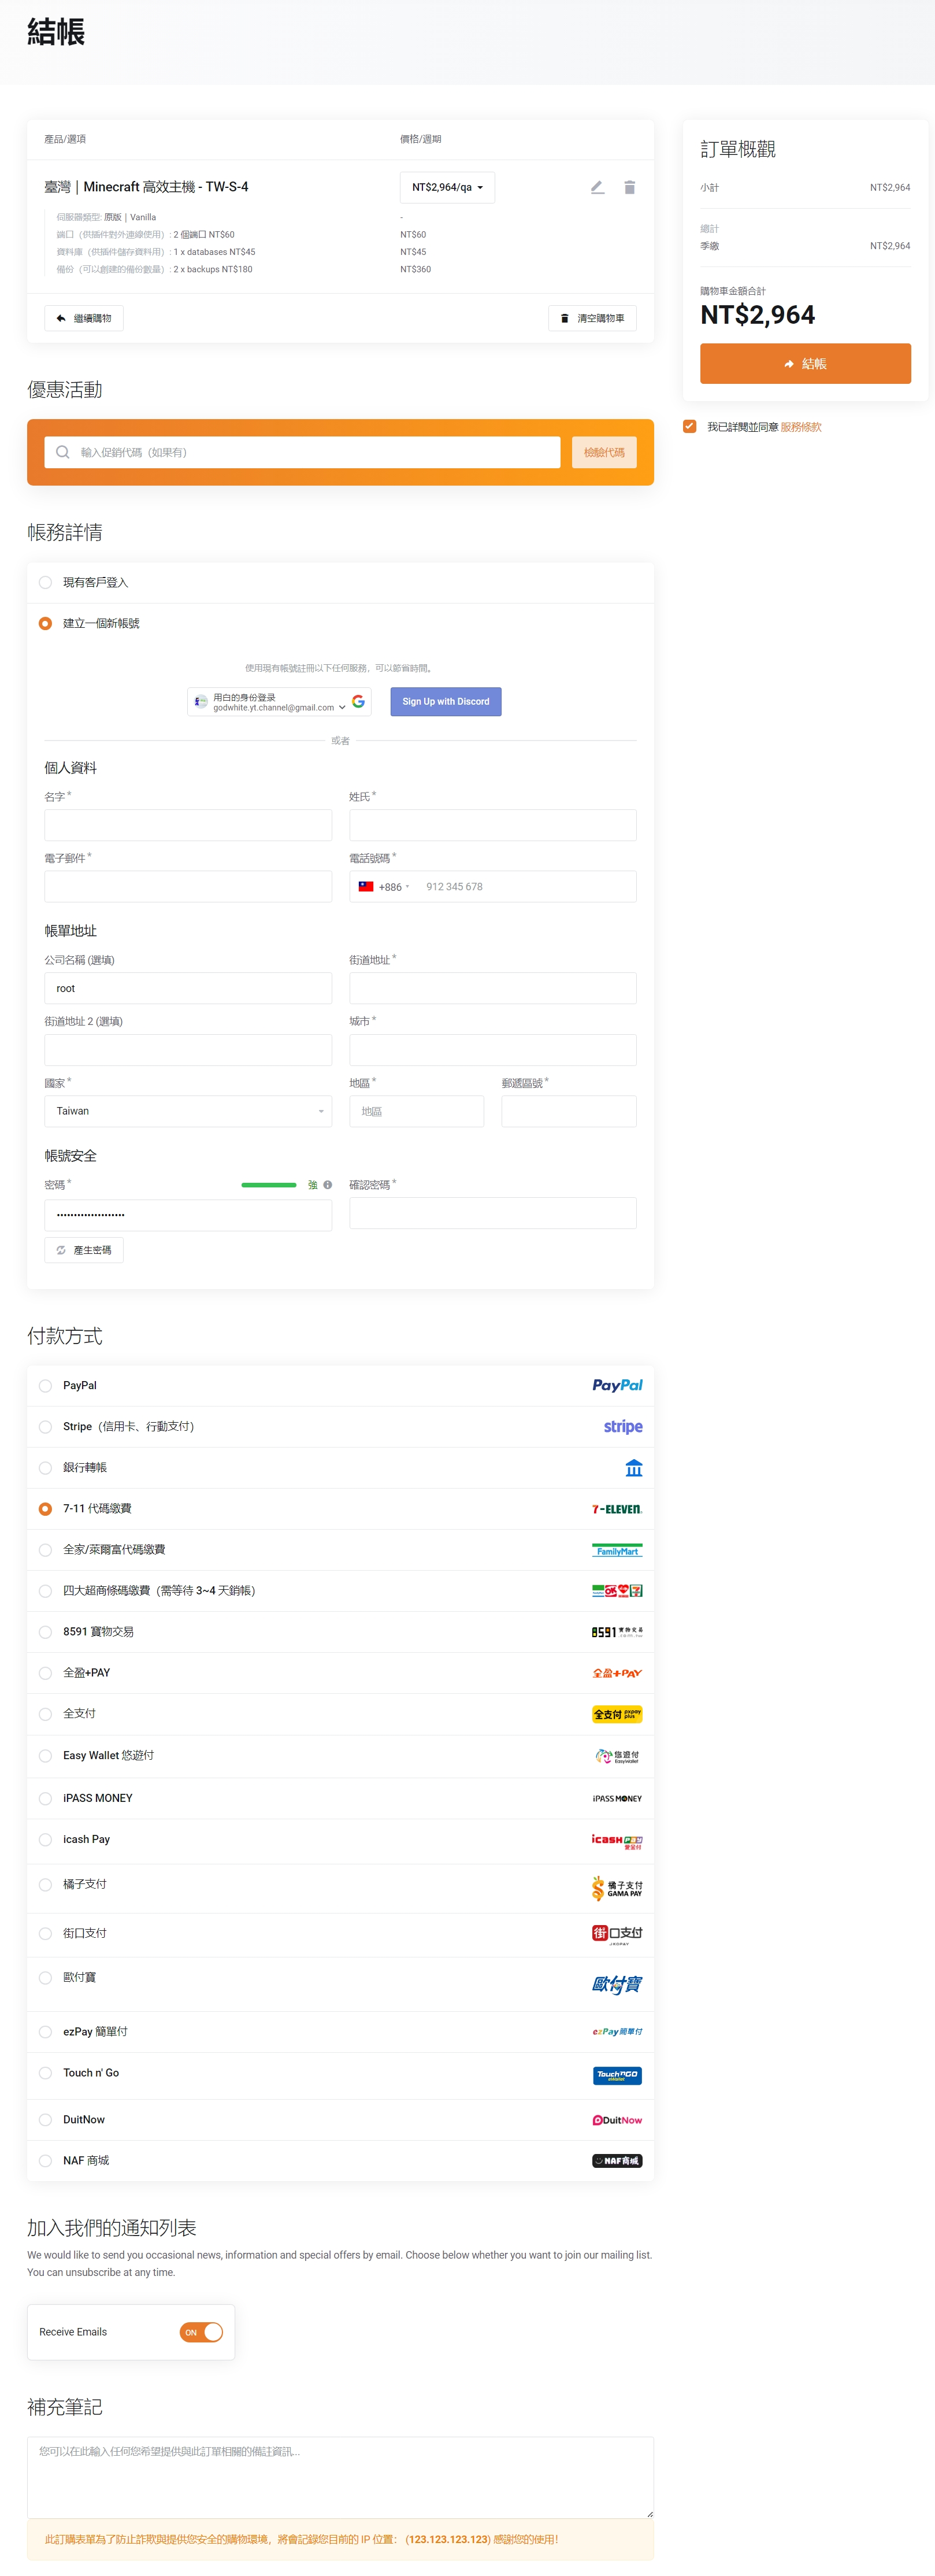 結帳
產品/選項
價格/週期
臺灣｜Minecraft 高效主機 - TW-S-4
NT$2,964/qa
伺服器類型: 原版｜Vanilla
-
端口（供插件對外連線使用）: 2 個端口 NT$60
NT$60
資料庫（供插件儲存資料用）: 1 x databases NT$45
NT$45
備份（可以創建的備份數量）: 2 x backups NT$180
NT$360
繼續購物
清空購物車
訂單概觀
小計
NT$2,964
總計
季繳
NT$2,964
購物車金額合計
NT$2,964
結帳
我已詳閱並同意 服務條款
優惠活動
輸入促銷代碼（如果有）
檢驗代碼
帳務詳情
現有客戶登入
建立一個新帳號
使用現有帳號註冊以下任何服務，可以節省時間。
用白的身份登录
godwhite.yt.channel@gmail.com
Sign Up with Discord
或者
個人資料
名字 *
姓氏 *
電子郵件 *
電話號碼 *
+886
912 345 678
帳單地址
公司名稱 (選填)
街道地址 *
root
街道地址 2 (選填)
城市 *
國家 *
地區 *
郵遞區號 *
Taiwan
地區
帳號安全
密碼 *
強
確認密碼 *
產生密碼
付款方式
PayPal
PayPal
Stripe（信用卡、行動支付）
stripe
銀行轉帳
7-11 代碼繳費
7-ELEVEN
全家/萊爾富代碼繳費
FamilyMart
四大超商條碼繳費（需等待 3~4 天銷帳）
8591 寶物交易
8591 寶物交易
全盈+PAY
全盈+PAY
全支付
全支付 pxpay plus
Easy Wallet 悠遊付
悠遊付 EasyWallet
iPASS MONEY
iPASS MONEY
icash Pay
icash Pay 愛金付
橘子支付
橘子支付 GAMA PAY
街口支付
街口支付 JKOPAY
歐付寶
歐付寶
ezPay 簡單付
ezPay 簡單付
Touch n' Go
Touch'nGO eWallet
DuitNow
DuitNow
NAF 商城
NAF商城
加入我們的通知列表
We would like to send you occasional news, information and special offers by email. Choose below whether you want to join our mailing list.
You can unsubscribe at any time.
Receive Emails
ON
補充筆記
您可以在此輸入任何您希望提供與此訂單相關的備註資訊...
此訂購表單為了防止詐欺與提供您安全的購物環境，將會記錄您目前的 IP 位置： (123.123.123.123) 感謝您的使用！